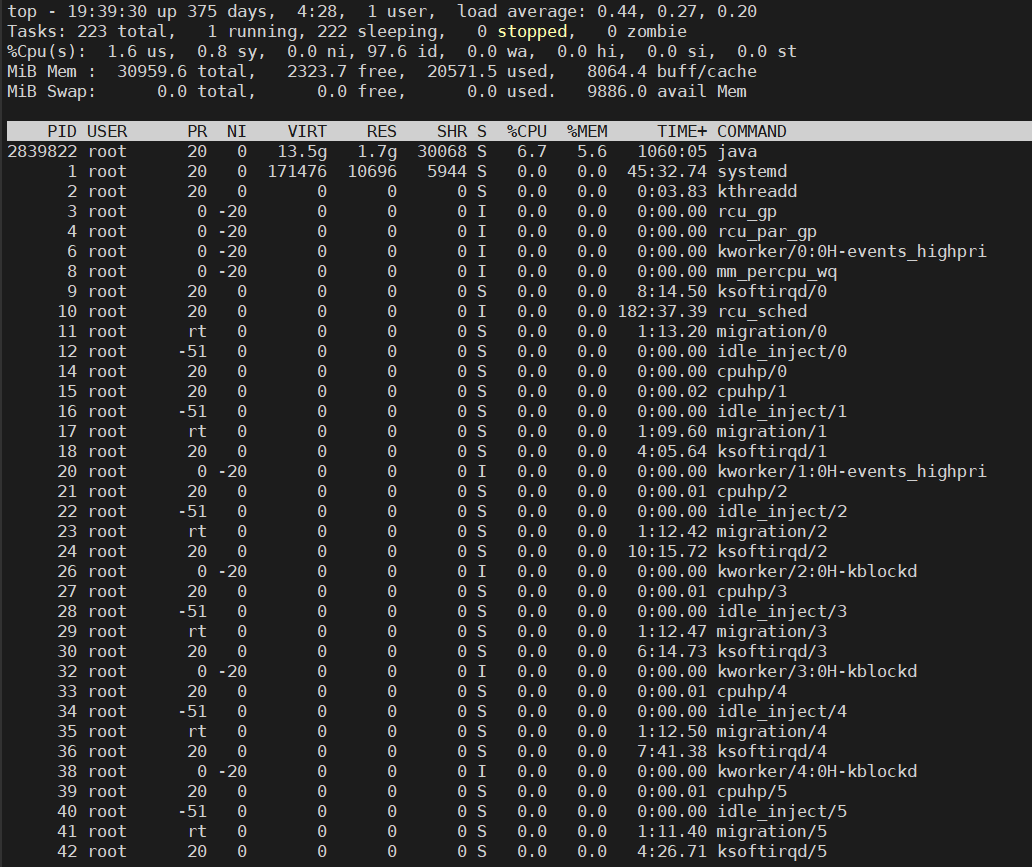 top - 19:39:30 up 375 days,  4:28,  1 user,  load average: 0.44, 0.27, 0.20
Tasks: 223 total,   1 running, 222 sleeping,   0 stopped,   0 zombie
%Cpu(s):  1.6 us,  0.8 sy,  0.0 ni, 97.6 id,  0.0 wa,  0.0 hi,  0.0 si,  0.0 st
MiB Mem :  30959.6 total,   2323.7 free,  20571.5 used,   8064.4 buff/cache
MiB Swap:      0.0 total,      0.0 free,      0.0 used.   9886.0 avail Mem
    PID USER      PR  NI    VIRT    RES    SHR S  %CPU  %MEM     TIME+ COMMAND
2839822 root      20   0   13.5g   1.7g  30068 S   6.7   5.6   1060:05 java
      1 root      20   0  171476  10696   5944 S   0.0   0.0  45:32.74 systemd
      2 root      20   0       0      0      0 S   0.0   0.0   0:03.83 kthreadd
      3 root       0 -20       0      0      0 I   0.0   0.0   0:00.00 rcu_gp
      4 root       0 -20       0      0      0 I   0.0   0.0   0:00.00 rcu_par_gp
      6 root       0 -20       0      0      0 I   0.0   0.0   0:00.00 kworker/0:0H-events_highpri
      8 root       0 -20       0      0      0 I   0.0   0.0   0:00.00 mm_percpu_wq
      9 root      20   0       0      0      0 S   0.0   0.0   8:14.50 ksoftirqd/0
     10 root      20   0       0      0      0 I   0.0   0.0 182:37.39 rcu_sched
     11 root      rt   0       0      0      0 S   0.0   0.0   1:13.20 migration/0
     12 root     -51   0       0      0      0 S   0.0   0.0   0:00.00 idle_inject/0
     14 root      20   0       0      0      0 S   0.0   0.0   0:00.00 cpuhp/0
     15 root      20   0       0      0      0 S   0.0   0.0   0:00.02 cpuhp/1
     16 root     -51   0       0      0      0 S   0.0   0.0   0:00.00 idle_inject/1
     17 root      rt   0       0      0      0 S   0.0   0.0   1:09.60 migration/1
     18 root      20   0       0      0      0 S   0.0   0.0   4:05.64 ksoftirqd/1
     20 root       0 -20       0      0      0 I   0.0   0.0   0:00.00 kworker/1:0H-events_highpri
     21 root      20   0       0      0      0 S   0.0   0.0   0:00.01 cpuhp/2
     22 root     -51   0       0      0      0 S   0.0   0.0   0:00.00 idle_inject/2
     23 root      rt   0       0      0      0 S   0.0   0.0   1:12.42 migration/2
     24 root      20   0       0      0      0 S   0.0   0.0  10:15.72 ksoftirqd/2
     26 root       0 -20       0      0      0 I   0.0   0.0   0:00.00 kworker/2:0H-kblockd
     27 root      20   0       0      0      0 S   0.0   0.0   0:00.01 cpuhp/3
     28 root     -51   0       0      0      0 S   0.0   0.0   0:00.00 idle_inject/3
     29 root      rt   0       0      0      0 S   0.0   0.0   1:12.47 migration/3
     30 root      20   0       0      0      0 S   0.0   0.0   6:14.73 ksoftirqd/3
     32 root       0 -20       0      0      0 I   0.0   0.0   0:00.00 kworker/3:0H-kblockd
     33 root      20   0       0      0      0 S   0.0   0.0   0:00.01 cpuhp/4
     34 root     -51   0       0      0      0 S   0.0   0.0   0:00.00 idle_inject/4
     35 root      rt   0       0      0      0 S   0.0   0.0   1:12.50 migration/4
     36 root      20   0       0      0      0 S   0.0   0.0   7:41.38 ksoftirqd/4
     38 root       0 -20       0      0      0 I   0.0   0.0   0:00.00 kworker/4:0H-kblockd
     39 root      20   0       0      0      0 S   0.0   0.0   0:00.01 cpuhp/5
     40 root     -51   0       0      0      0 S   0.0   0.0   0:00.00 idle_inject/5
     41 root      rt   0       0      0      0 S   0.0   0.0   1:11.40 migration/5
     42 root      20   0       0      0      0 S   0.0   0.0   4:26.71 ksoftirqd/5